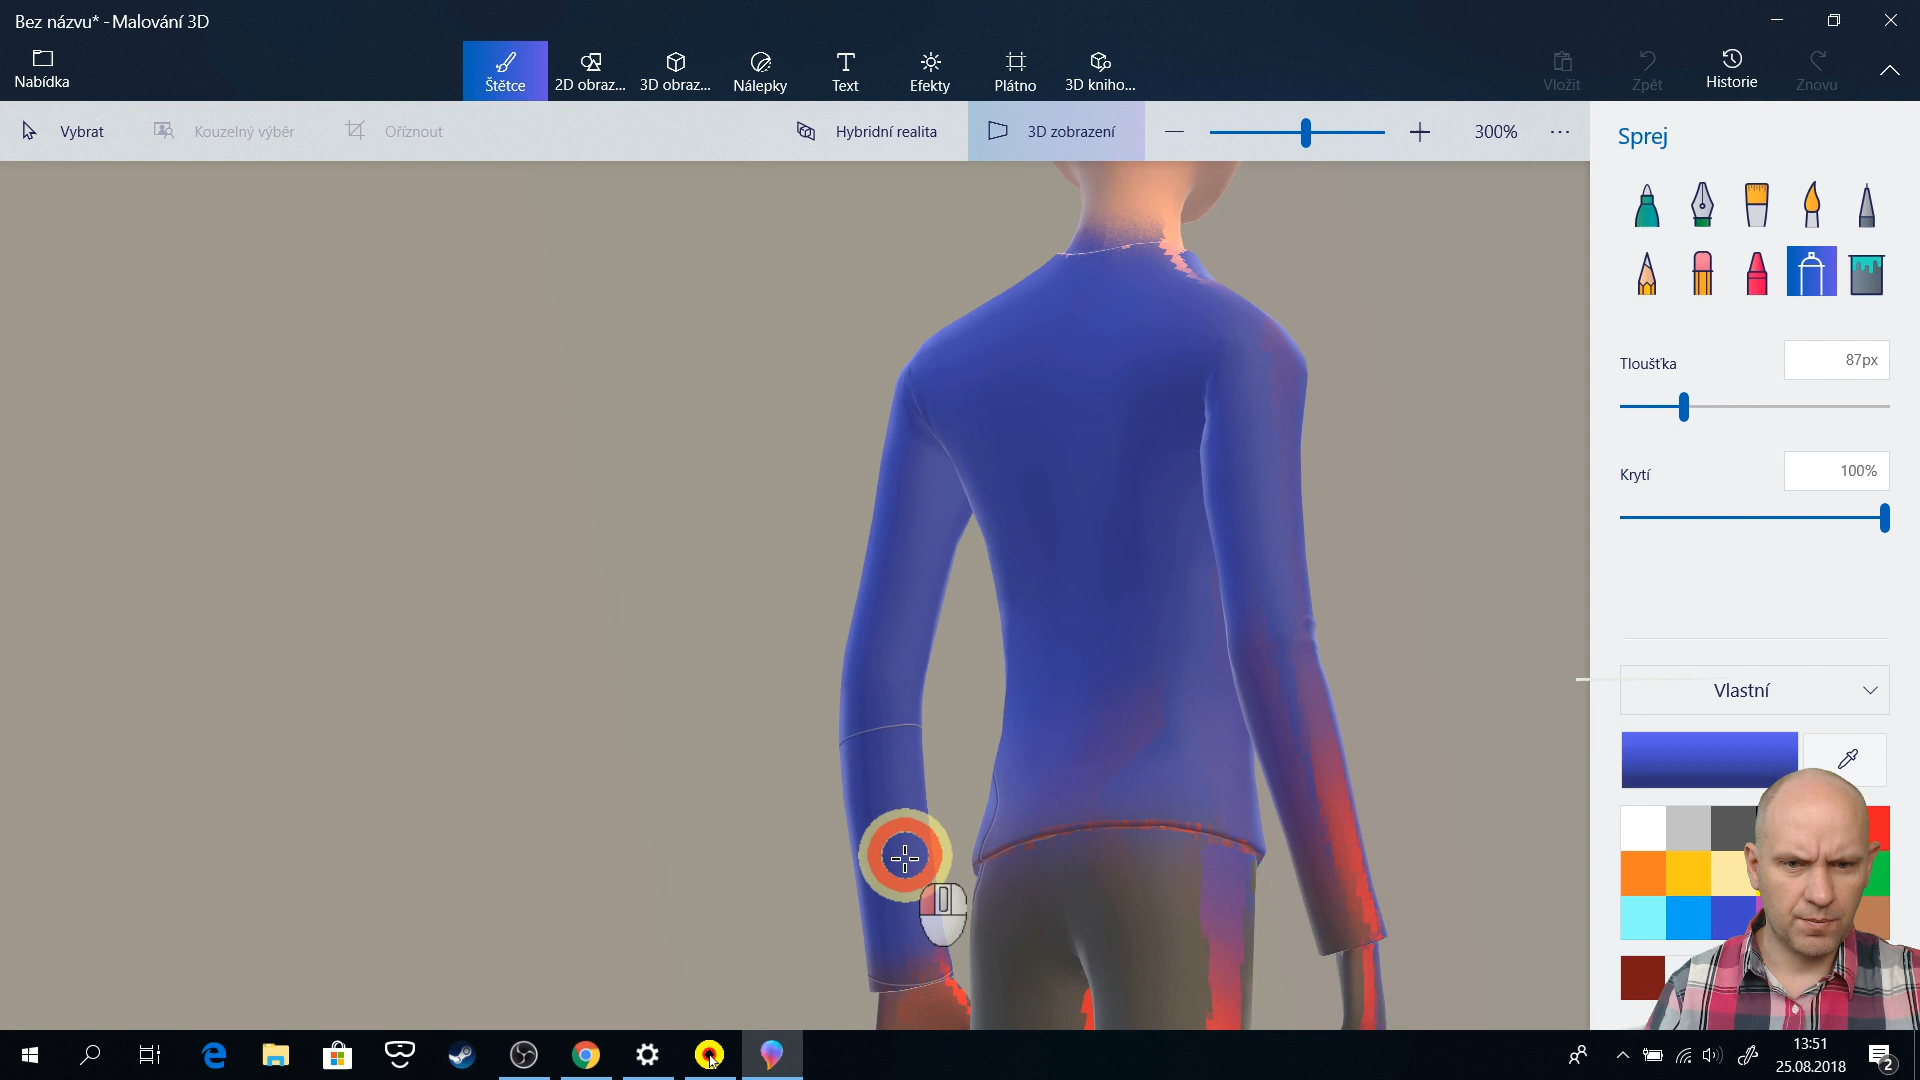 Bez názvu* - Malování 3D
Nabídka
Štětce
2D obraz...
3D obraz...
Nálepky
Text
Efekty
Plátno
3D kniho...
Vložit
Zpět
Historie
Znovu
Vybrat
Kouzelný výběr
Oříznout
Hybridní realita
3D zobrazení
300%
Sprej
Tloušťka
87px
Krytí
100%
Vlastní
13:51
25.08.2018
2